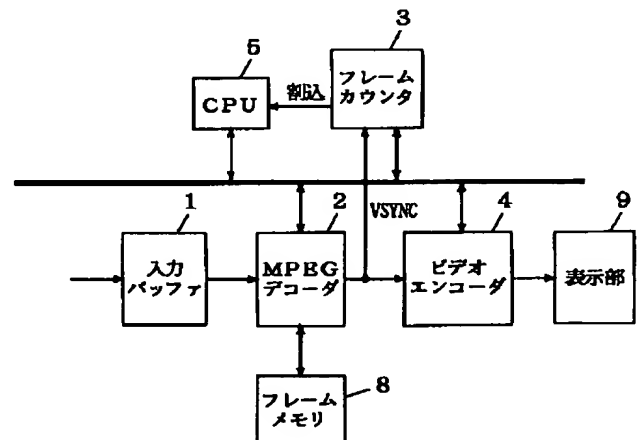 3
5
フレーム
カウンタ
割込
CPU
VSYNC
1
2
4
9
入力
バッファ
MPEG
デコーダ
ビデオ
エンコーダ
表示部
8
フレーム
メモリ